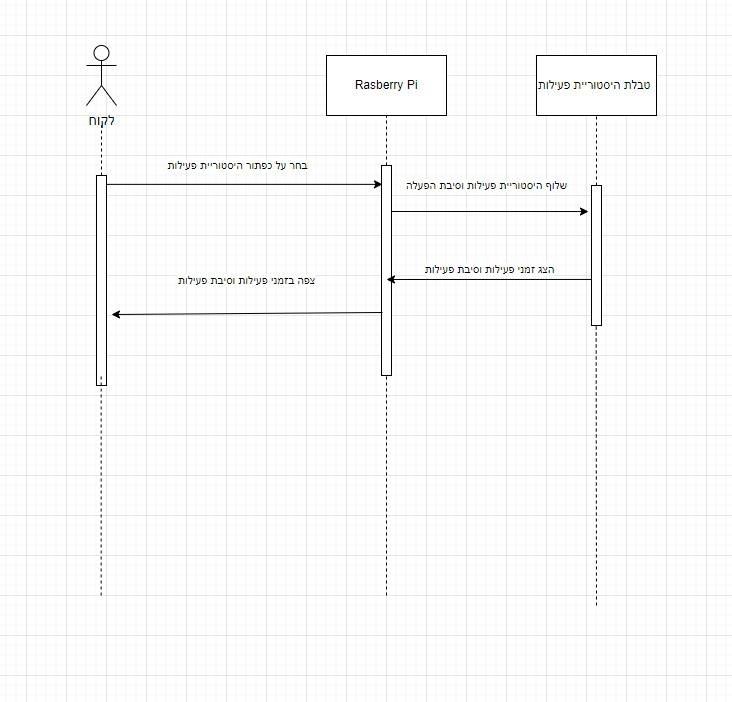 לקוח
Rasberry Pi
טבלת היסטוריית פעילות
בחר על כפתור היסטוריית פעילות
שלוף היסטוריית פעילות וסיבת הפעלה
הצג זמני פעילות וסיבת פעילות
צפה בזמני פעילות וסיבת פעילות